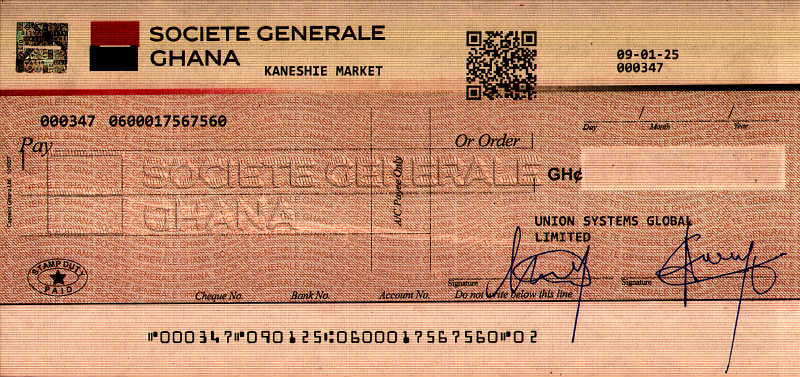 SOCIETE GENERALE
GHANA
KANESHIE MARKET
09-01-25
000347
000347 0600017567560
Day / Month / Year
Pay
Or Order
SOCIETE GENERALE
GHANA
A/C Payee Only
GH¢
UNION SYSTEMS GLOBAL
LIMITED
STAMP DUTY
PAID
Signature
Signature
Cheque No.
Bank No.
Account No.
Do not write below this line
⑈000347⑈090125⑆0600017567560⑈02